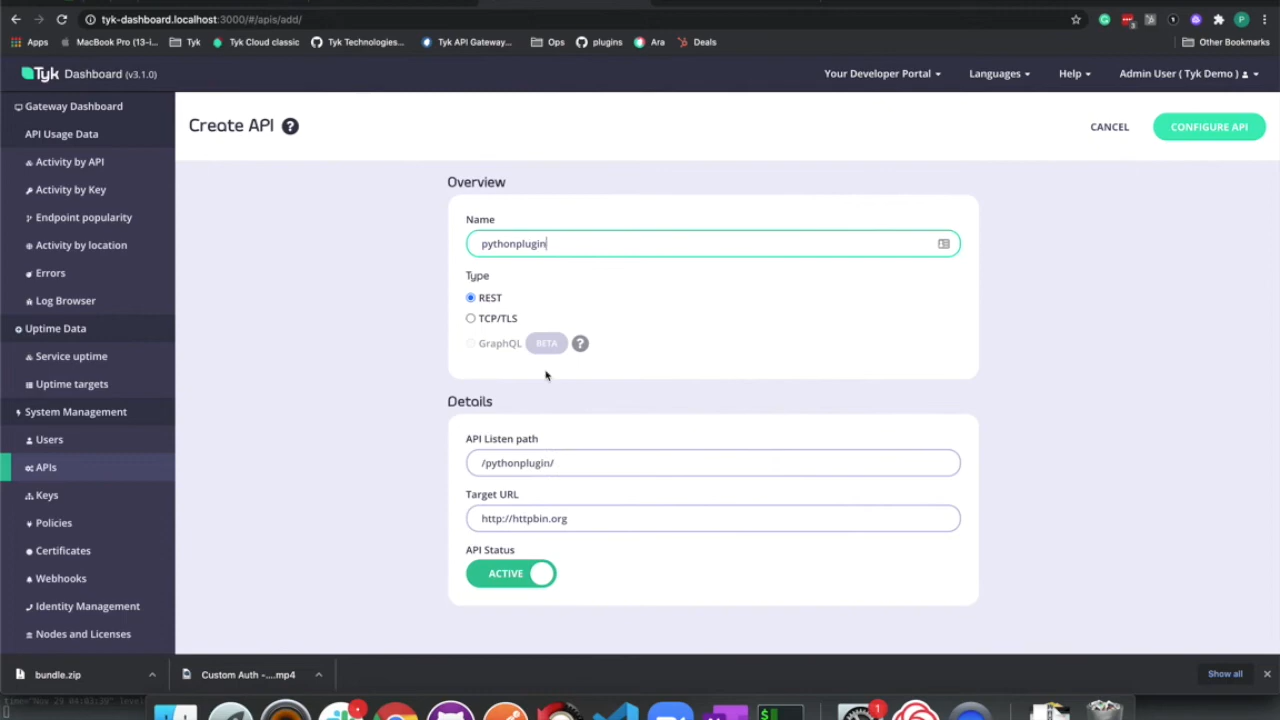 tyk-dashboard.localhost:3000/#/apis/add/
Apps
MacBook Pro (13-i...
Tyk
Tyk Cloud classic
Tyk Technologies...
Tyk API Gateway...
Ops
plugins
Ara
Deals
Other Bookmarks
Tyk Dashboard (v3.1.0)
Your Developer Portal
Languages
Help
Admin User ( Tyk Demo )
Gateway Dashboard
API Usage Data
Activity by API
Activity by Key
Endpoint popularity
Activity by location
Errors
Log Browser
Uptime Data
Service uptime
Uptime targets
System Management
Users
APIs
Keys
Policies
Certificates
Webhooks
Identity Management
Nodes and Licenses
Create API ?
CANCEL
CONFIGURE API
Overview
Name
pythonplugin
Type
REST
TCP/TLS
GraphQL BETA ?
Details
API Listen path
/pythonplugin/
Target URL
http://httpbin.org
API Status
ACTIVE
bundle.zip
Custom Auth -....mp4
Show all